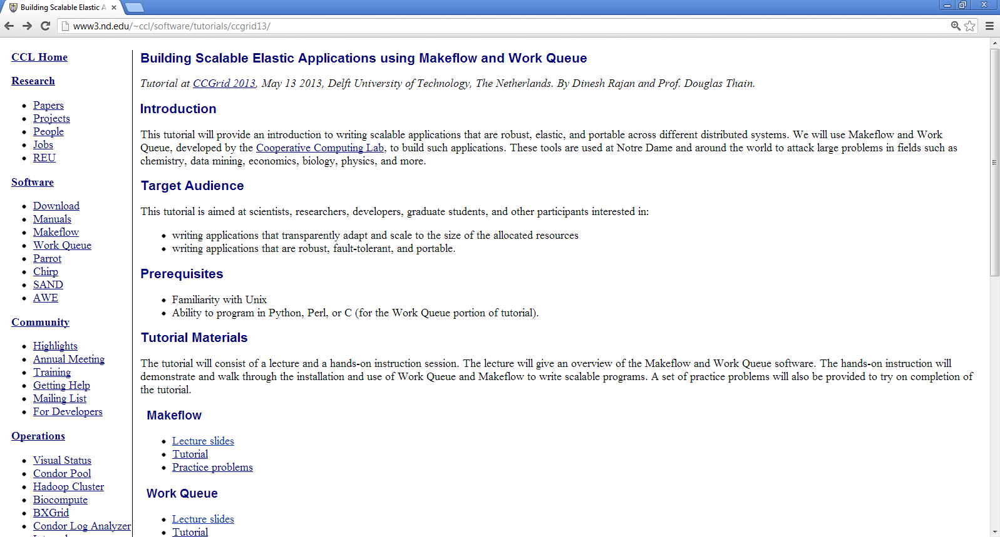 Building Scalable Elastic A
www3.nd.edu/~ccl/software/tutorials/ccgrid13/
CCL Home
Research
Papers
Projects
People
Jobs
REU
Software
Download
Manuals
Makeflow
Work Queue
Parrot
Chirp
SAND
AWE
Community
Highlights
Annual Meeting
Training
Getting Help
Mailing List
For Developers
Operations
Visual Status
Condor Pool
Hadoop Cluster
Biocompute
BXGrid
Condor Log Analyzer
Building Scalable Elastic Applications using Makeflow and Work Queue
Tutorial at CCGrid 2013, May 13 2013, Delft University of Technology, The Netherlands. By Dinesh Rajan and Prof. Douglas Thain.
Introduction
This tutorial will provide an introduction to writing scalable applications that are robust, elastic, and portable across different distributed systems. We will use Makeflow and Work
Queue, developed by the Cooperative Computing Lab, to build such applications. These tools are used at Notre Dame and around the world to attack large problems in fields such as
chemistry, data mining, economics, biology, physics, and more.
Target Audience
This tutorial is aimed at scientists, researchers, developers, graduate students, and other participants interested in:
writing applications that transparently adapt and scale to the size of the allocated resources
writing applications that are robust, fault-tolerant, and portable.
Prerequisites
Familiarity with Unix
Ability to program in Python, Perl, or C (for the Work Queue portion of tutorial).
Tutorial Materials
The tutorial will consist of a lecture and a hands-on instruction session. The lecture will give an overview of the Makeflow and Work Queue software. The hands-on instruction will
demonstrate and walk through the installation and use of Work Queue and Makeflow to write scalable programs. A set of practice problems will also be provided to try on completion of
the tutorial.
Makeflow
Lecture slides
Tutorial
Practice problems
Work Queue
Lecture slides
Tutorial